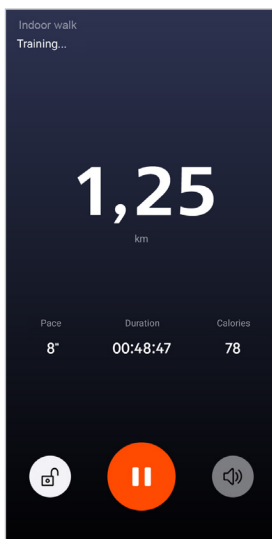 Indoor walk
Training...
1,25
km
Pace Duration Calories
8" 00:48:47 78